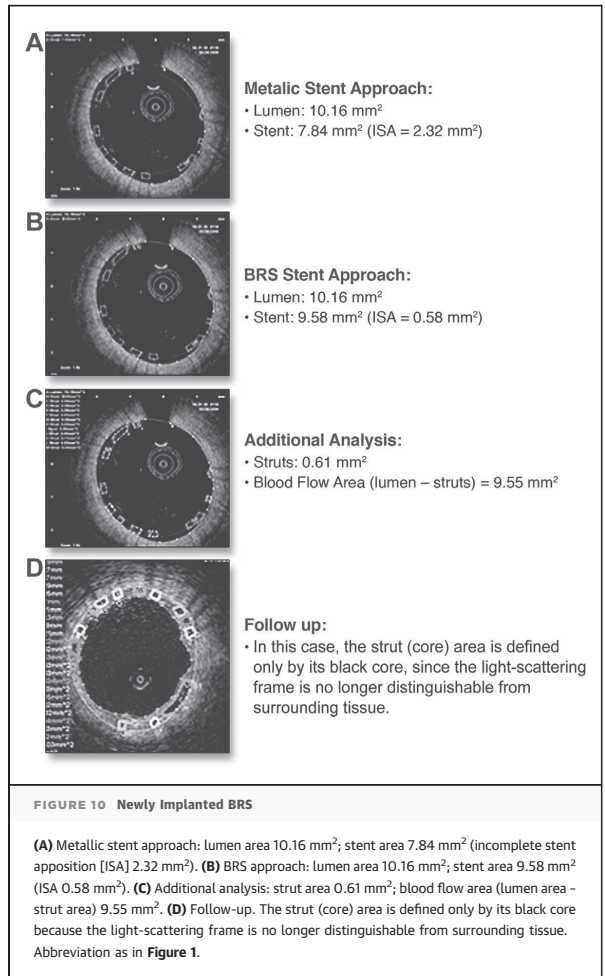 A
Metalic Stent Approach:
• Lumen: 10.16 mm²
• Stent: 7.84 mm² (ISA = 2.32 mm²)
B
BRS Stent Approach:
• Lumen: 10.16 mm²
• Stent: 9.58 mm² (ISA = 0.58 mm²)
C
Additional Analysis:
• Struts: 0.61 mm²
• Blood Flow Area (lumen – struts) = 9.55 mm²
D
Follow up:
• In this case, the strut (core) area is defined
only by its black core, since the light-scattering
frame is no longer distinguishable from
surrounding tissue.
FIGURE 10 Newly Implanted BRS
(A) Metallic stent approach: lumen area 10.16 mm²; stent area 7.84 mm² (incomplete stent
apposition [ISA] 2.32 mm²). (B) BRS approach: lumen area 10.16 mm²; stent area 9.58 mm²
(ISA 0.58 mm²). (C) Additional analysis: strut area 0.61 mm²; blood flow area (lumen area –
strut area) 9.55 mm². (D) Follow-up. The strut (core) area is defined only by its black core
because the light-scattering frame is no longer distinguishable from surrounding tissue.
Abbreviation as in Figure 1.